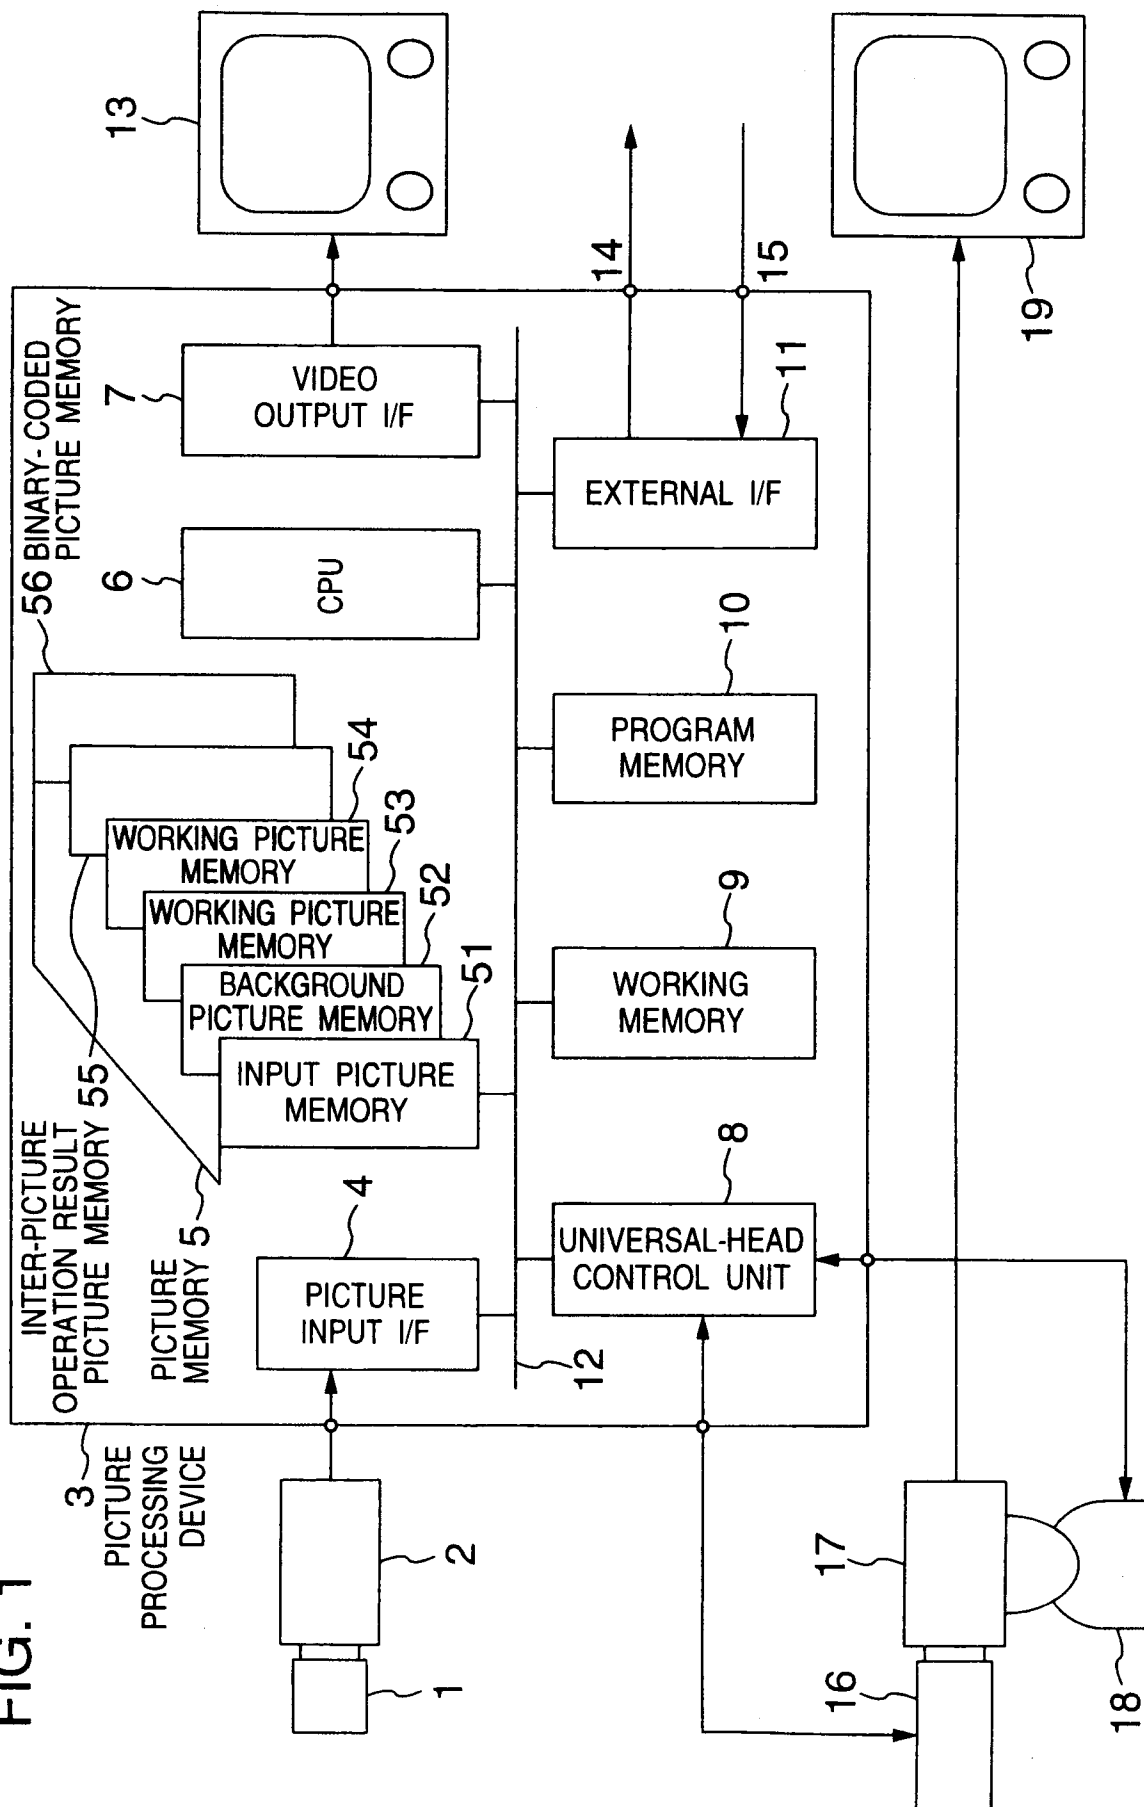 FIG. 1
3
PICTURE
PROCESSING
DEVICE
INTER-PICTURE
OPERATION RESULT
PICTURE MEMORY 55
PICTURE
MEMORY 5
56 BINARY-CODED
PICTURE MEMORY
WORKING PICTURE
MEMORY
54
WORKING PICTURE
MEMORY
53
BACKGROUND
PICTURE MEMORY
52
INPUT PICTURE
MEMORY
51
4
PICTURE
INPUT I/F
6
CPU
7
VIDEO
OUTPUT I/F
13
1
2
12
8
UNIVERSAL-HEAD
CONTROL UNIT
9
WORKING
MEMORY
10
PROGRAM
MEMORY
11
EXTERNAL I/F
14
15
16
17
18
19